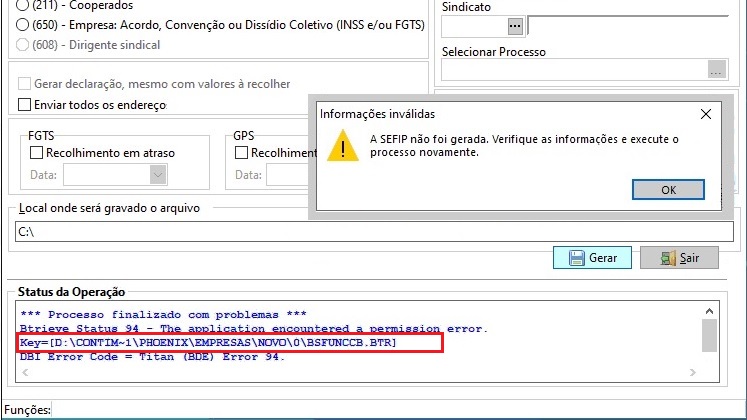 (211) - Cooperados
(650) - Empresa: Acordo, Convenção ou Dissídio Coletivo (INSS e/ou FGTS)
(608) - Dirigente sindical
Sindicato
...
Selecionar Processo
...
Gerar declaração, mesmo com valores à recolher
Enviar todos os endereço
FGTS
Recolhimento em atraso
Data:
GPS
Recolhiment
Data:
Informações inválidas
A SEFIP não foi gerada. Verifique as informações e execute o
processo novamente.
OK
Local onde será gravado o arquivo
C:\
Gerar
Sair
Status da Operação
*** Processo finalizado com problemas ***
Btrieve Status 94 - The application encountered a permission error.
Key=[D:\CONTIM~1\PHOENIX\EMPRESAS\NOVO\0\BSFUNCCB.BTR]
DBI Error Code = Titan (BDE) Error 94.
Funções: